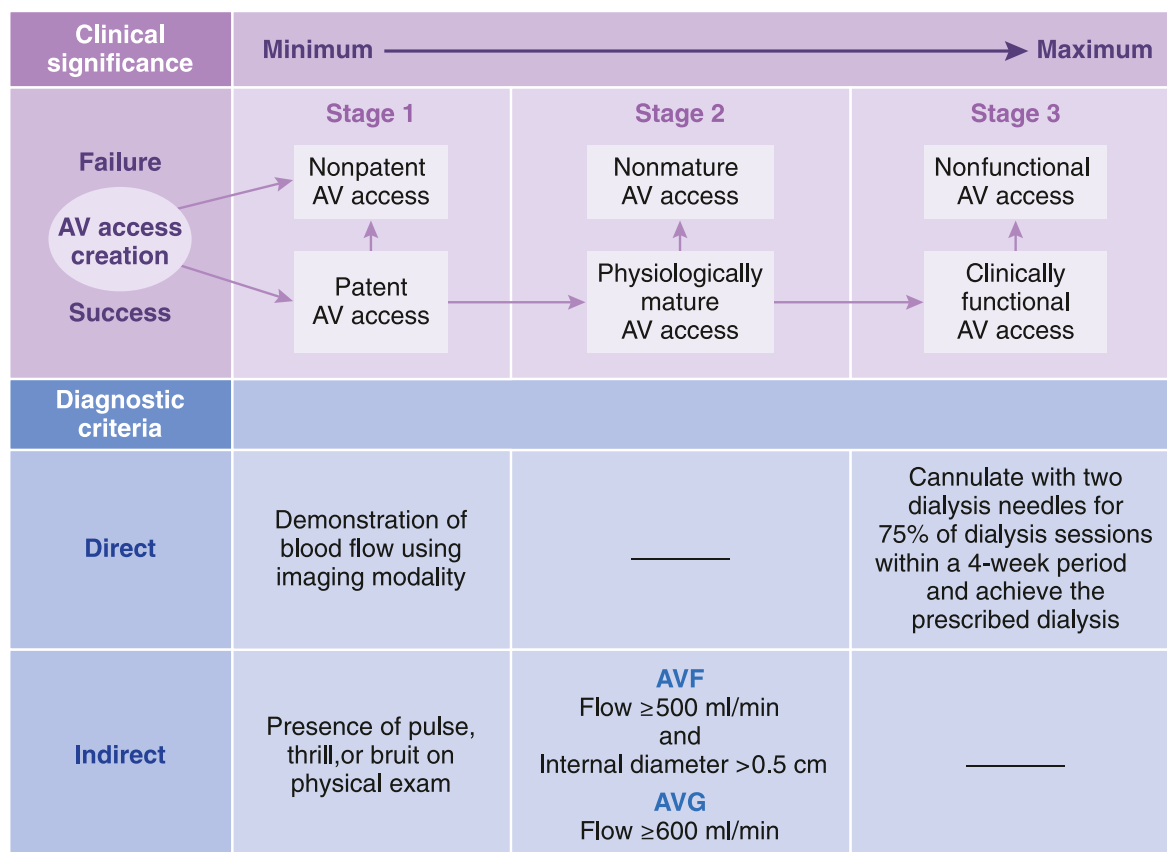 Clinical
significance
Minimum
Maximum
Failure
AV access
creation
Success
Stage 1
Nonpatent
AV access
Patent
AV access
Stage 2
Nonmature
AV access
Physiologically
mature
AV access
Stage 3
Nonfunctional
AV access
Clinically
functional
AV access
Diagnostic
criteria
Direct
Demonstration of
blood flow using
imaging modality
Cannulate with two
dialysis needles for
75% of dialysis sessions
within a 4-week period
and achieve the
prescribed dialysis
Indirect
Presence of pulse,
thrill,or bruit on
physical exam
AVF
Flow ≥500 ml/min
and
Internal diameter >0.5 cm
AVG
Flow ≥600 ml/min